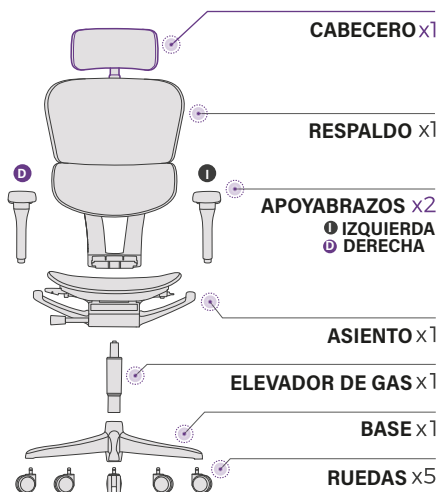 CABECERO x1
RESPALDO x1
D I
APOYABRAZOS x2
I IZQUIERDA
D DERECHA
ASIENTO x1
ELEVADOR DE GAS x1
BASE x1
RUEDAS x5